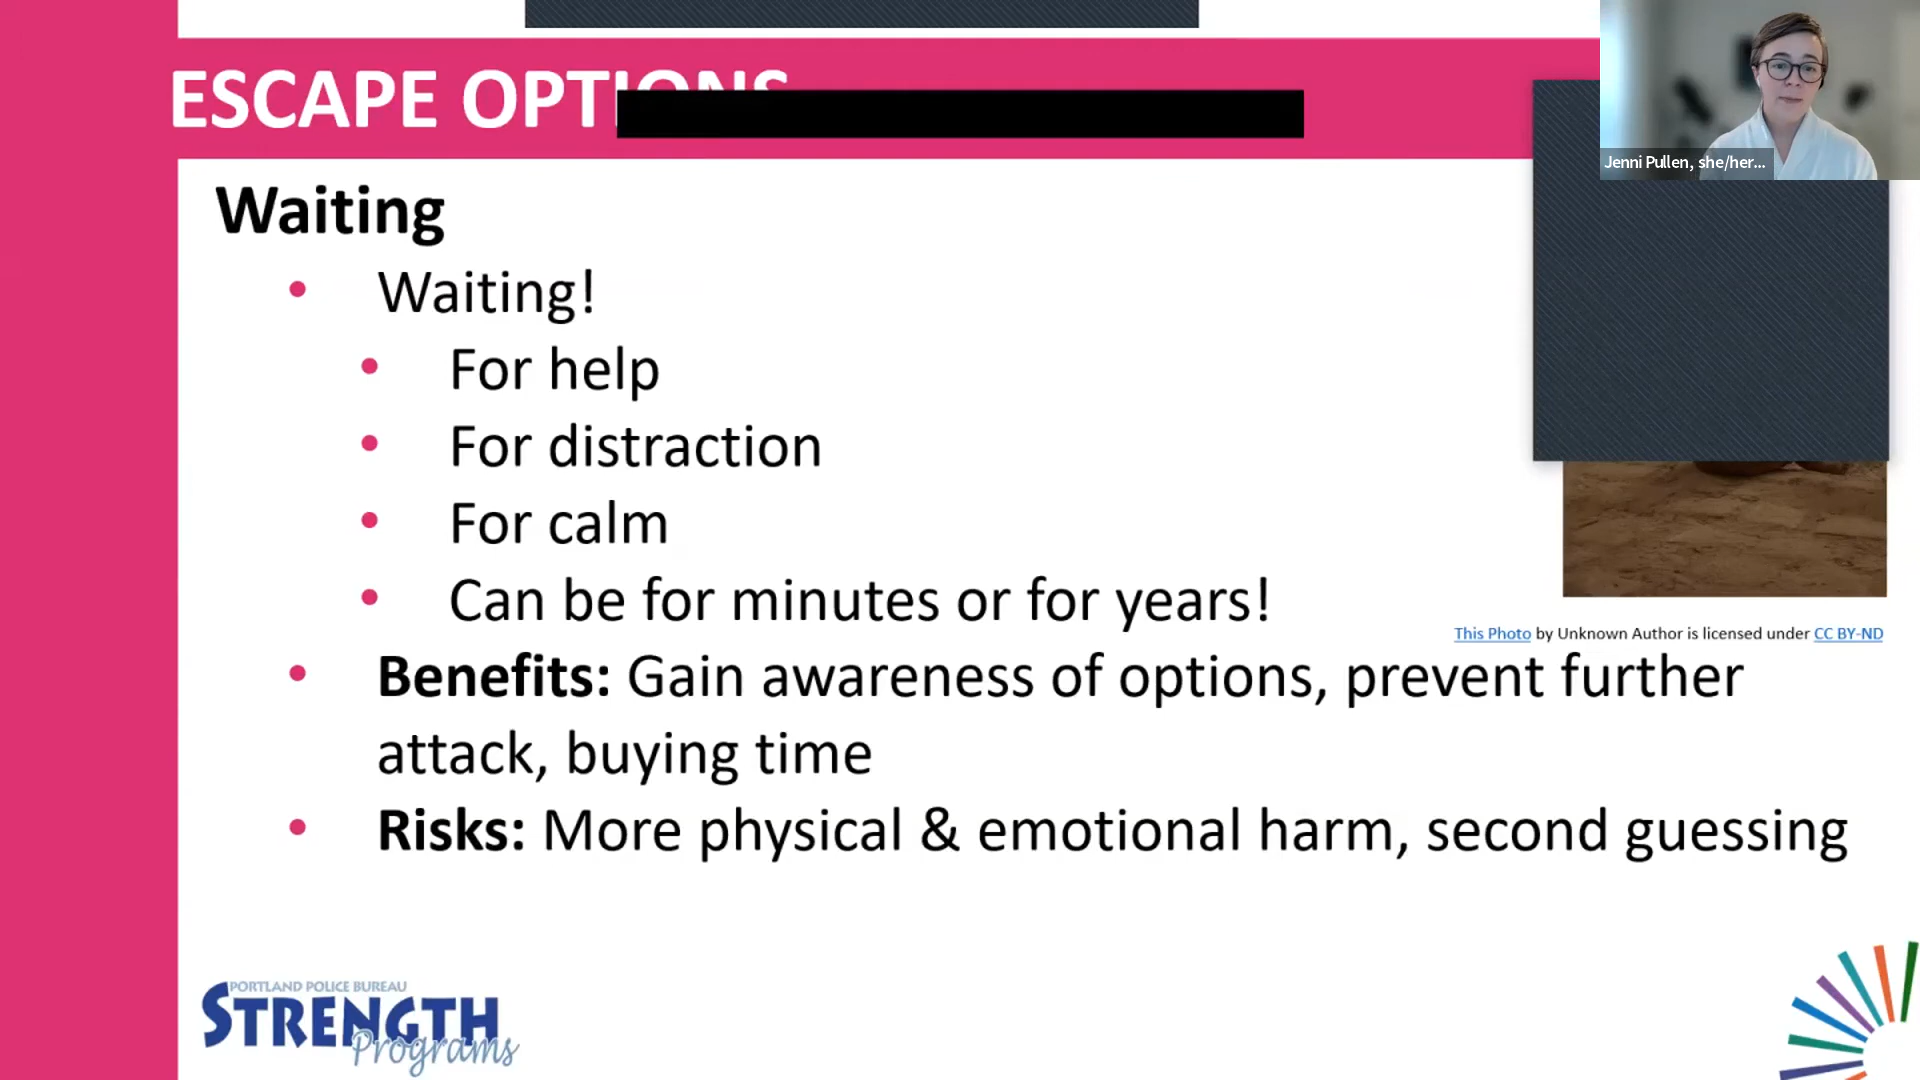 ESCAPE OPTIONS
Jenni Pullen, she/her...
Waiting
• Waiting!
• For help
• For distraction
• For calm
• Can be for minutes or for years!
This Photo by Unknown Author is licensed under CC BY-ND
• Benefits: Gain awareness of options, prevent further
attack, buying time
• Risks: More physical & emotional harm, second guessing
PORTLAND POLICE BUREAU
STRENGTH
Programs